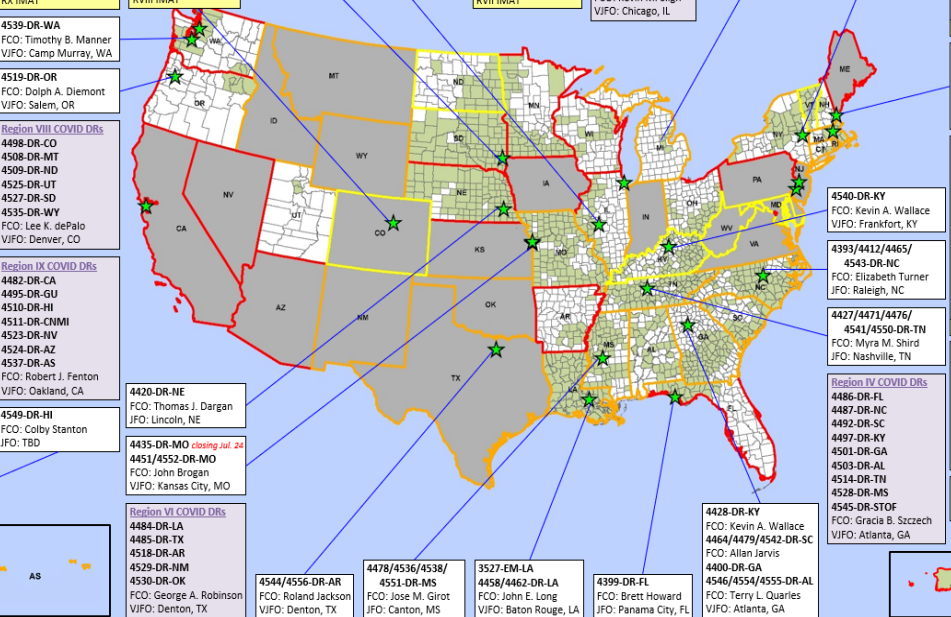 RX IMAT
RVIII IMAT
RVII IMAT
VJFO: Chicago, IL
4539-DR-WA
FCO: Timothy B. Manner
VJFO: Camp Murray, WA
4519-DR-OR
FCO: Dolph A. Diemont
VJFO: Salem, OR
Region VIII COVID DRs
4498-DR-CO
4508-DR-MT
4509-DR-ND
4525-DR-UT
4527-DR-SD
4535-DR-WY
FCO: Lee K. dePalo
VJFO: Denver, CO
Region IX COVID DRs
4482-DR-CA
4495-DR-GU
4510-DR-HI
4511-DR-CNMI
4523-DR-NV
4524-DR-AZ
4537-DR-AS
FCO: Robert J. Fenton
VJFO: Oakland, CA
4549-DR-HI
FCO: Colby Stanton
JFO: TBD
AS
4420-DR-NE
FCO: Thomas J. Dargan
JFO: Lincoln, NE
4435-DR-MO closing Jul. 24
4451/4552-DR-MO
FCO: John Brogan
VJFO: Kansas City, MO
Region VI COVID DRs
4484-DR-LA
4485-DR-TX
4518-DR-AR
4529-DR-NM
4530-DR-OK
FCO: George A. Robinson
VJFO: Denton, TX
4544/4556-DR-AR
FCO: Roland Jackson
VJFO: Denton, TX
4478/4536/4538/
4551-DR-MS
FCO: Jose M. Girot
JFO: Canton, MS
3527-EM-LA
4458/4462-DR-LA
FCO: John E. Long
VJFO: Baton Rouge, LA
4399-DR-FL
FCO: Brett Howard
JFO: Panama City, FL
4428-DR-KY
FCO: Kevin A. Wallace
4464/4479/4542-DR-SC
FCO: Allan Jarvis
4400-DR-GA
4546/4554/4555-DR-AL
FCO: Terry L. Quarles
VJFO: Atlanta, GA
4540-DR-KY
FCO: Kevin A. Wallace
VJFO: Frankfort, KY
4393/4412/4465/
4543-DR-NC
FCO: Elizabeth Turner
JFO: Raleigh, NC
4427/4471/4476/
4541/4550-DR-TN
FCO: Myra M. Shird
JFO: Nashville, TN
Region IV COVID DRs
4486-DR-FL
4487-DR-NC
4492-DR-SC
4497-DR-KY
4501-DR-GA
4503-DR-AL
4514-DR-TN
4528-DR-MS
4545-DR-STOF
FCO: Gracia B. Szczech
VJFO: Atlanta, GA
WA
OR
CA
NV
ID
MT
WY
UT
CO
AZ
NM
ND
SD
NE
KS
OK
TX
MN
IA
MO
AR
LA
WI
IL
MI
IN
OH
KY
TN
MS
AL
GA
FL
SC
NC
VA
WV
MD
PA
NJ
NY
VT
NH
ME
MA
CT
RI